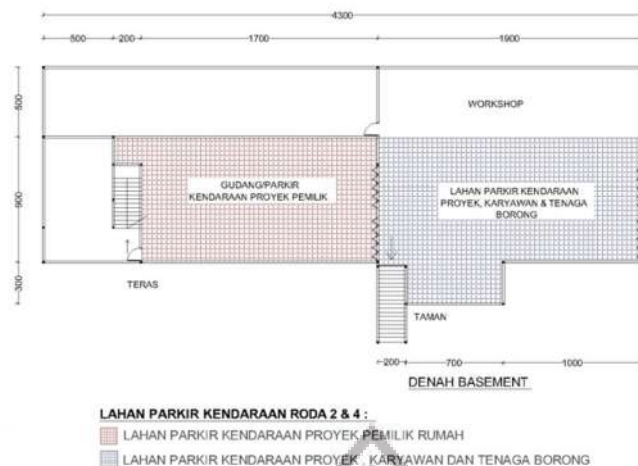 4300
500 200 1700 1900
500
WORKSHOP
900
GUDANG/PARKIR
KENDARAAN PROYEK PEMILIK
LAHAN PARKIR KENDARAAN
PROYEK, KARYAWAN & TENAGA
BORONG
300
TERAS
TAMAN
200 700 1000
DENAH BASEMENT
LAHAN PARKIR KENDARAAN RODA 2 & 4 :
LAHAN PARKIR KENDARAAN PROYEK PEMILIK RUMAH
LAHAN PARKIR KENDARAAN PROYEK , KARYAWAN DAN TENAGA BORONG